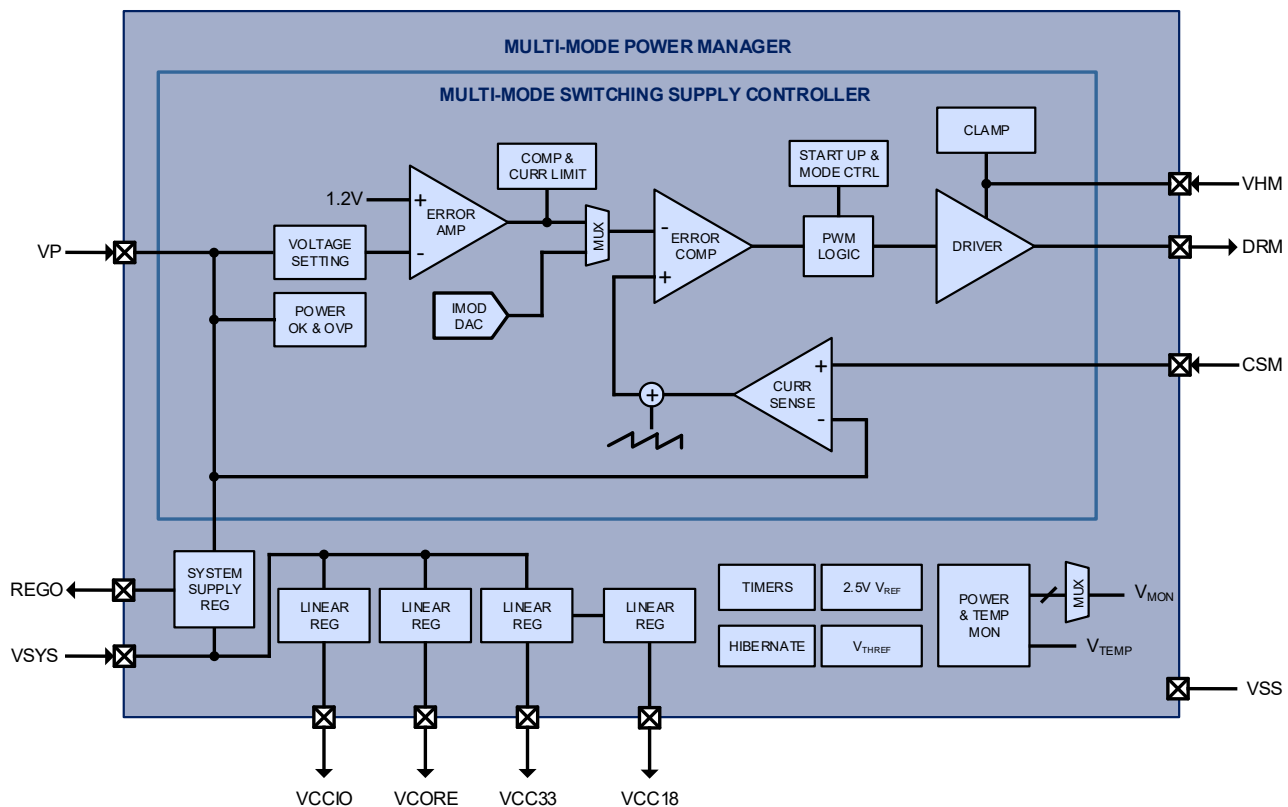 MULTI-MODE POWER MANAGER
MULTI-MODE SWITCHING SUPPLY CONTROLLER
CLAMP
COMP &
CURR LIMIT
START UP &
MODE CTRL
VHM
1.2V
+
-
ERROR
AMP
MUX
-
+
ERROR
COMP
PWM
LOGIC
DRIVER
DRM
VP
VOLTAGE
SETTING
POWER
OK & OVP
IMOD
DAC
CSM
+
-
CURR
SENSE
+
REGO
SYSTEM
SUPPLY
REG
VSYS
LINEAR
REG
LINEAR
REG
LINEAR
REG
LINEAR
REG
TIMERS
2.5V VREF
HIBERNATE
VTHREF
POWER
& TEMP
MON
MUX
VMON
VTEMP
VSS
VCCIO
VCORE
VCC33
VCC18